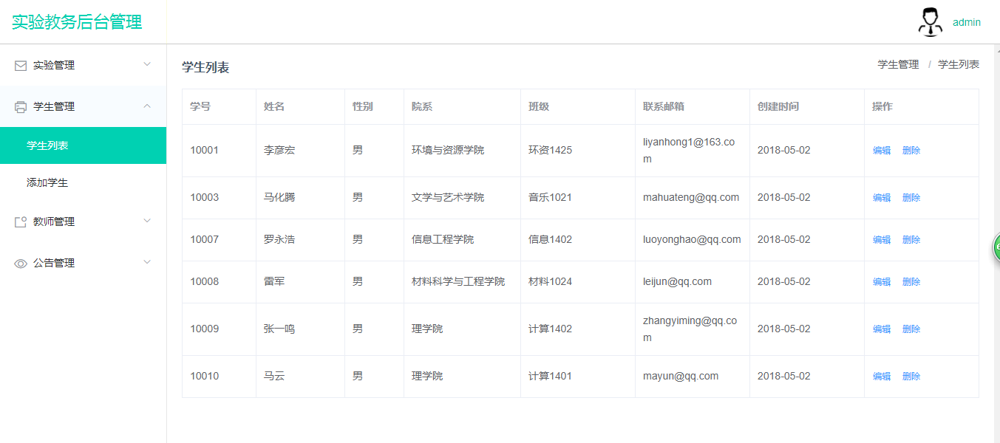 实验教务后台管理
admin
实验管理
学生管理
学生列表
添加学生
教师管理
公告管理
学生列表
学生管理 / 学生列表
学号 姓名 性别 院系 班级 联系邮箱 创建时间 操作
10001 李彦宏 男 环境与资源学院 环资1425 liyanhong1@163.co 2018-05-02 编辑 删除
m
10003 马化腾 男 文学与艺术学院 音乐1021 mahuateng@qq.com 2018-05-02 编辑 删除
10007 罗永浩 男 信息工程学院 信息1402 luoyonghao@qq.com 2018-05-02 编辑 删除
10008 雷军 男 材料科学与工程学院 材料1024 leijun@qq.com 2018-05-02 编辑 删除
10009 张一鸣 男 理学院 计算1402 zhangyiming@qq.co 2018-05-02 编辑 删除
m
10010 马云 男 理学院 计算1401 mayun@qq.com 2018-05-02 编辑 删除